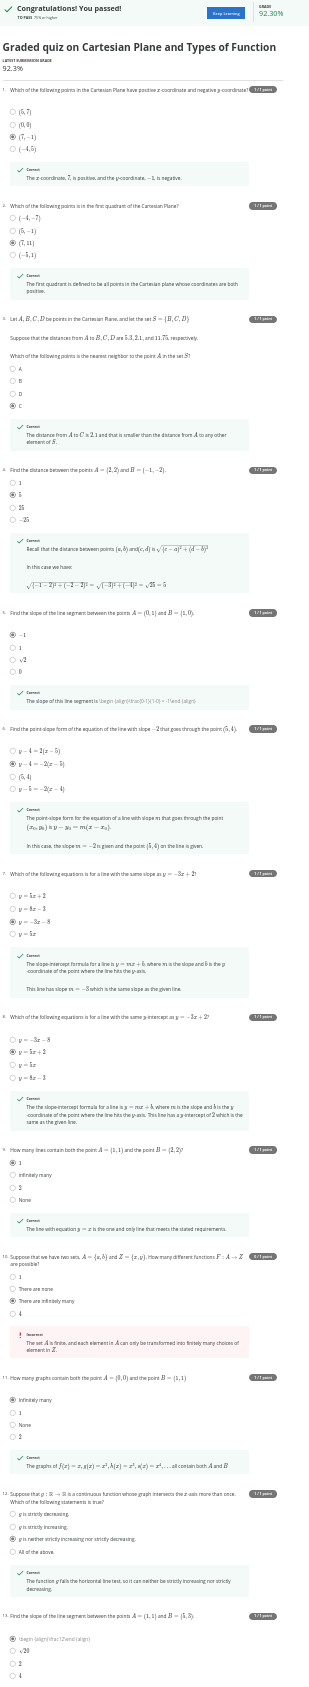 Congratulations! You passed!
TO PASS 75% or higher
Keep Learning
GRADE
92.30%
Graded quiz on Cartesian Plane and Types of Function
LATEST SUBMISSION GRADE
92.3%
1. Which of the following points in the Cartesian Plane have positive x-coordinate and negative y-coordinate? 1 / 1 point
(5, 7)
(0, 0)
(7, −1)
(−4, 5)
Correct
The x-coordinate, 7, is positive, and the y-coordinate, −1, is negative.
2. Which of the following points is in the first quadrant of the Cartesian Plane? 1 / 1 point
(−4, −7)
(5, −1)
(7, 11)
(−5, 1)
Correct
The first quadrant is defined to be all points in the Cartesian plane whose coordinates are both
positive.
3. Let A, B, C, D be points in the Cartesian Plane, and let the set S = {B, C, D} 1 / 1 point
Suppose that the distances from A to B, C, D are 5.3, 2.1, and 11.75, respectively.
Which of the following points is the nearest neighbor to the point A in the set S?
A
B
D
C
Correct
The distance from A to C is 2.1 and that is smaller than the distance from A to any other
element of S.
4. Find the distance between the points A = (2, 2) and B = (−1, −2). 1 / 1 point
1
5
25
−25
Correct
Recall that the distance between points (a, b) and(c, d) is √(c − a)² + (d − b)²
In this case we have:
√(−1 − 2)² + (−2 − 2)² = √(−3)² + (−4)² = √25 = 5
5. Find the slope of the line segment between the points A = (0, 1) and B = (1, 0). 1 / 1 point
−1
1
√2
0
Correct
The slope of this line segment is \begin {align}\frac{0-1}{1-0} = -1\end {align}
6. Find the point-slope form of the equation of the line with slope −2 that goes through the point (5, 4). 1 / 1 point
y − 4 = 2(x − 5)
y − 4 = −2(x − 5)
(5, 4)
y − 5 = −2(x − 4)
Correct
The point-slope form for the equation of a line with slope m that goes through the point
(x₀, y₀) is y − y₀ = m(x − x₀).
In this case, the slope m = −2 is given and the point (5, 4) on the line is given.
7. Which of the following equations is for a line with the same slope as y = −3x + 2? 1 / 1 point
y = 5x + 2
y = 8x − 3
y = −3x − 8
y = 5x
Correct
The slope-intercept formula for a line is y = mx + b, where m is the slope and b is the y
-coordinate of the point where the line hits the y-axis.
This line has slope m = −3 which is the same slope as the given line.
8. Which of the following equations is for a line with the same y-intercept as y = −3x + 2? 1 / 1 point
y = −3x − 8
y = 5x + 2
y = 5x
y = 8x − 3
Correct
The the slope-intercept formula for a line is y = mx + b, where m is the slope and b is the y
-coordinate of the point where the line hits the y-axis. This line has a y-intercept of 2 which is the
same as the given line.
9. How many lines contain both the point A = (1, 1) and the point B = (2, 2)? 1 / 1 point
1
Infinitely many
2
None
Correct
The line with equation y = x is the one and only line that meets the stated requirements.
10. Suppose that we have two sets, A = {a, b} and Z = {x, y}. How many different functions F : A → Z 0 / 1 point
are possible?
1
There are none
There are infinitely many
4
Incorrect
The set A is finite, and each element in A can only be transformed into finitely many choices of
element in Z.
11. How many graphs contain both the point A = (0, 0) and the point B = (1, 1) 1 / 1 point
Infinitely many
1
None
2
Correct
The graphs of f(x) = x, g(x) = x², h(x) = x³, s(x) = x⁴, . . . all contain both A and B
12. Suppose that g : ℝ → ℝ is a continuous function whose graph intersects the x-axis more than once. 1 / 1 point
Which of the following statements is true?
g is strictly decreasing.
g is strictly increasing.
g is neither strictly increasing nor strictly decreasing.
All of the above.
Correct
The function g fails the horizontal line test, so it can neither be strictly increasing nor strictly
decreasing.
13. Find the slope of the line segment between the points A = (1, 1) and B = (5, 3). 1 / 1 point
\begin {align}\frac12\end {align}
√20
2
4